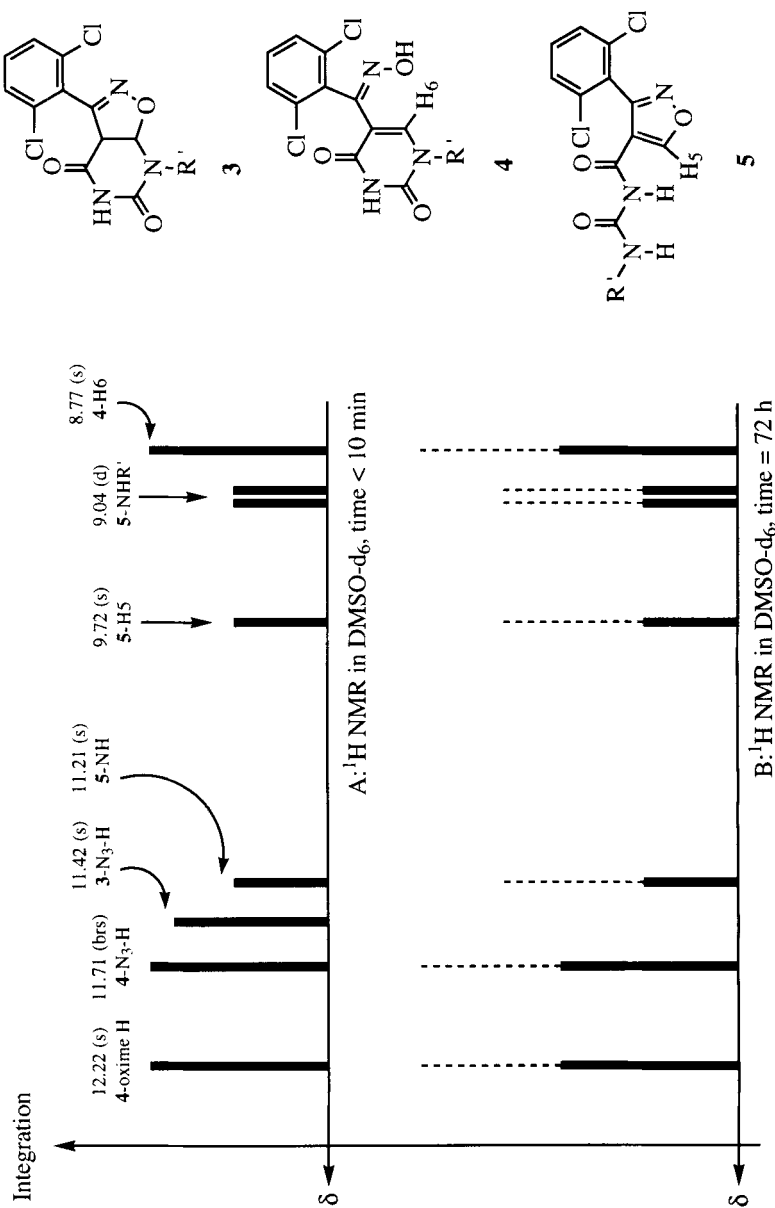 Integration
12.22 (s)
4-oxime H
11.71 (brs)
4-N3-H
11.42 (s)
3-N3-H
11.21 (s)
5-NH
9.72 (s)
5-H5
9.04 (d)
5-NHR'
8.77 (s)
4-H6
δ
A:¹H NMR in DMSO-d6, time < 10 min
δ
B:¹H NMR in DMSO-d6, time = 72 h
Cl
Cl
N
O
O
HN
N
R'
O
3
Cl
Cl
N
OH
H6
O
HN
N
R'
O
4
Cl
Cl
N
O
H5
O
O
N
H
N
H
R'
5